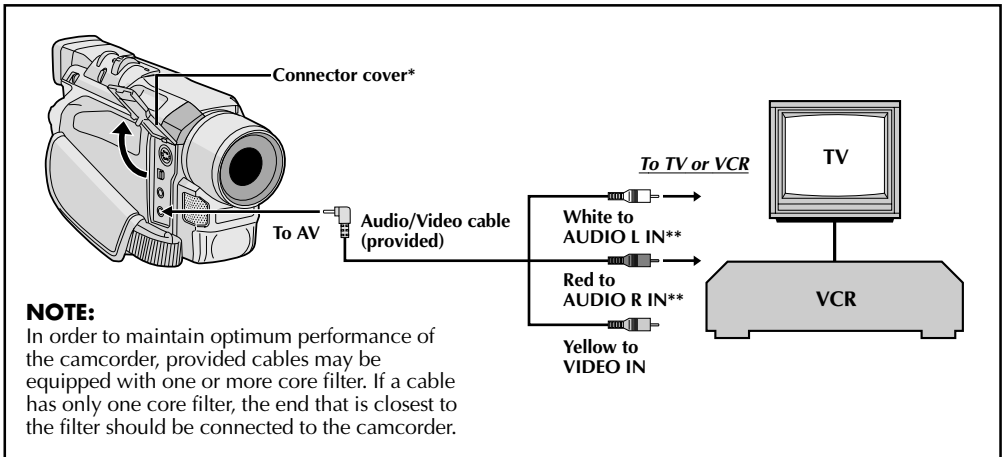 Connector cover*
To AV
Audio/Video cable
(provided)
To TV or VCR
White to
AUDIO L IN**
Red to
AUDIO R IN**
Yellow to
VIDEO IN
TV
VCR
NOTE:
In order to maintain optimum performance of
the camcorder, provided cables may be
equipped with one or more core filter. If a cable
has only one core filter, the end that is closest to
the filter should be connected to the camcorder.